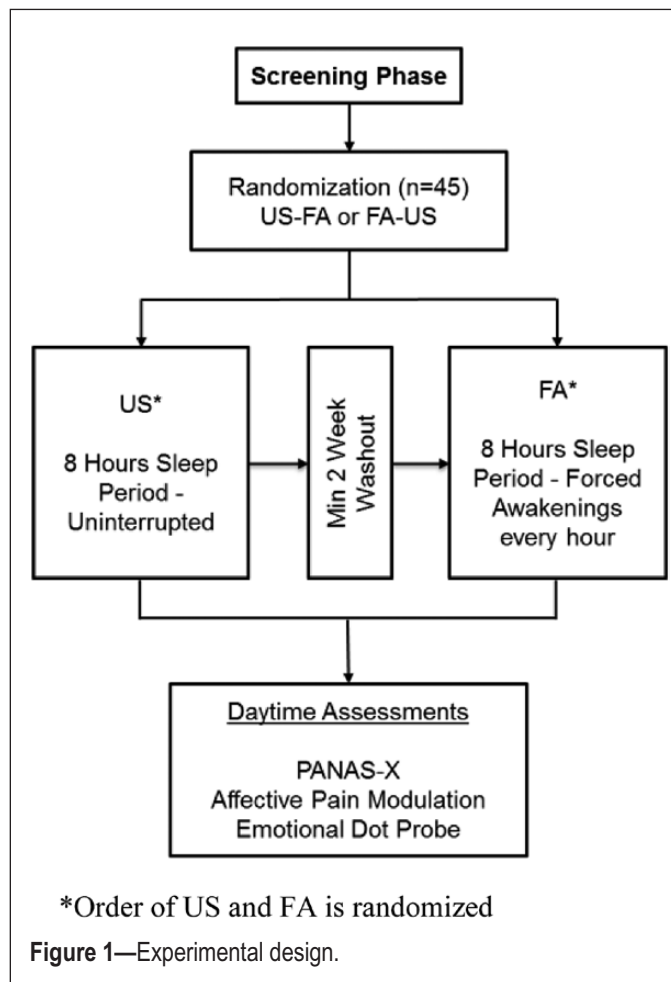 Screening Phase
Randomization (n=45)
US-FA or FA-US
US*
8 Hours Sleep
Period -
Uninterrupted
Min 2 Week
Washout
FA*
8 Hours Sleep
Period - Forced
Awakenings
every hour
Daytime Assessments
PANAS-X
Affective Pain Modulation
Emotional Dot Probe
*Order of US and FA is randomized
Figure 1—Experimental design.